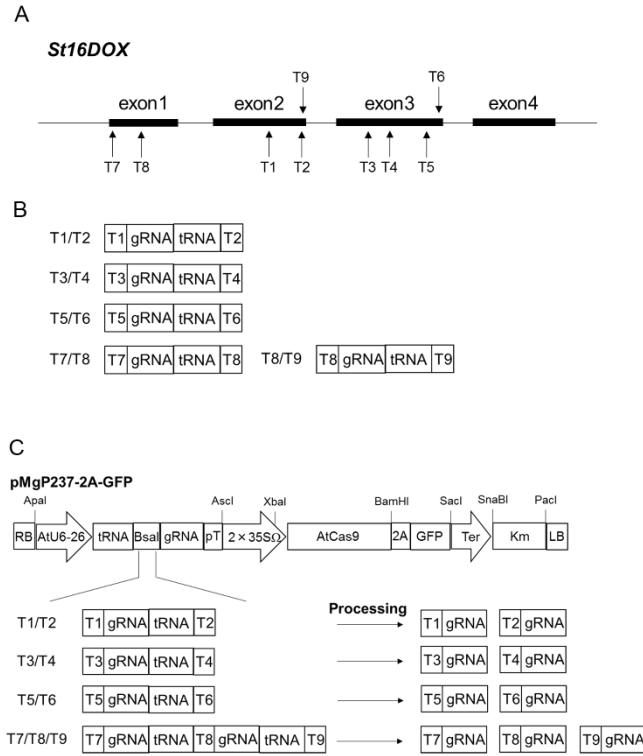 A
St16DOX
T9 T6
exon1 exon2 exon3 exon4
T7 T8 T1 T2 T3 T4 T5
B
T1/T2 T1 gRNA tRNA T2
T3/T4 T3 gRNA tRNA T4
T5/T6 T5 gRNA tRNA T6
T7/T8 T7 gRNA tRNA T8 T8/T9 T8 gRNA tRNA T9
C
pMgP237-2A-GFP
ApaI AscI XbaI BamHI SacI SnaBI PacI
RB AtU6-26 tRNA BsaI gRNA pT 2×35SΩ AtCas9 2A GFP Ter Km LB
Processing
T1/T2 T1 gRNA tRNA T2 T1 gRNA T2 gRNA
T3/T4 T3 gRNA tRNA T4 T3 gRNA T4 gRNA
T5/T6 T5 gRNA tRNA T6 T5 gRNA T6 gRNA
T7/T8/T9 T7 gRNA tRNA T8 gRNA tRNA T9 T7 gRNA T8 gRNA T9 gRNA